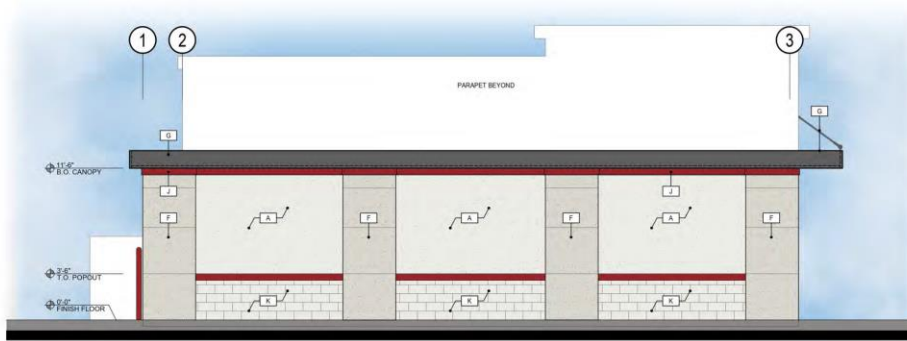 1
2
3
PARAPET BEYOND
G
G
11'-6"
B.O. CANOPY
J
J
F
A
F
A
F
A
F
3'-6"
T.O. POPOUT
K
K
K
0'-0"
FINISH FLOOR